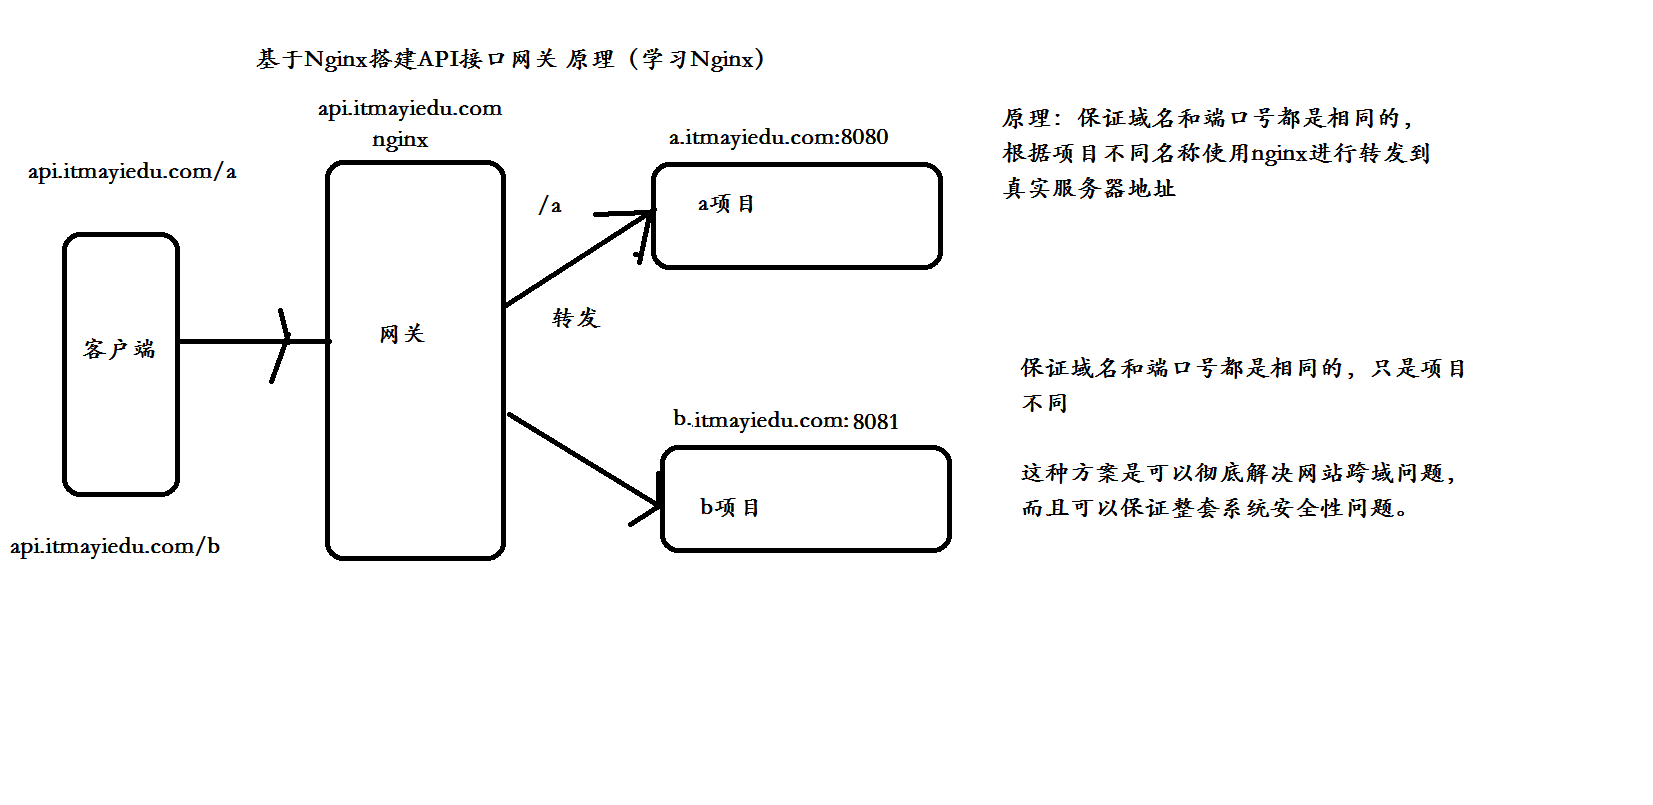 基于Nginx搭建API接口网关 原理（学习Nginx）
api.itmayiedu.com
nginx
api.itmayiedu.com/a
客户端
api.itmayiedu.com/b
网关
/a
转发
a.itmayiedu.com:8080
a项目
b.itmayiedu.com:8081
b项目
原理：保证域名和端口号都是相同的，
根据项目不同名称使用nginx进行转发到
真实服务器地址
保证域名和端口号都是相同的，只是项目
不同
这种方案是可以彻底解决网站跨域问题，
而且可以保证整套系统安全性问题。